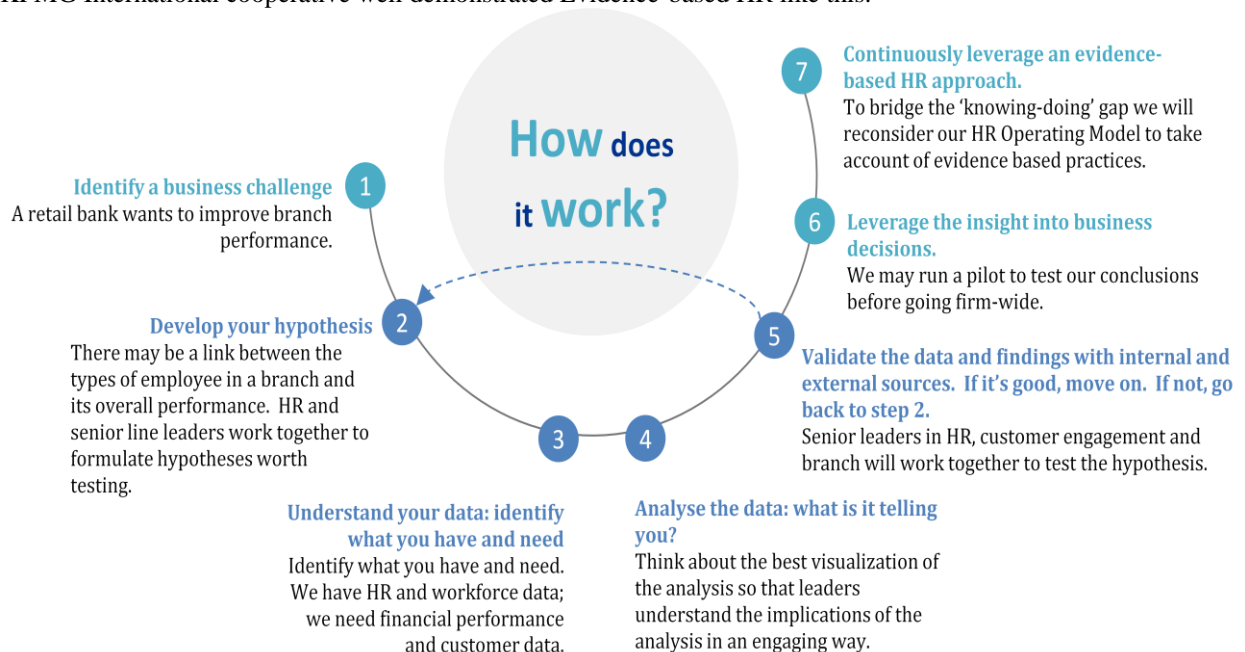 KPMG International cooperative well demonstrated Evidence-based HR like this:
How does
it work?
1
Identify a business challenge
A retail bank wants to improve branch
performance.
2
Develop your hypothesis
There may be a link between the
types of employee in a branch and
its overall performance. HR and
senior line leaders work together to
formulate hypotheses worth
testing.
3
Understand your data: identify
what you have and need
Identify what you have and need.
We have HR and workforce data;
we need financial performance
and customer data.
4
Analyse the data: what is it telling
you?
Think about the best visualization of
the analysis so that leaders
understand the implications of the
analysis in an engaging way.
5
Validate the data and findings with internal and
external sources. If it's good, move on. If not, go
back to step 2.
Senior leaders in HR, customer engagement and
branch will work together to test the hypothesis.
6
Leverage the insight into business
decisions.
We may run a pilot to test our conclusions
before going firm-wide.
7
Continuously leverage an evidence-
based HR approach.
To bridge the ‘knowing-doing’ gap we will
reconsider our HR Operating Model to take
account of evidence based practices.